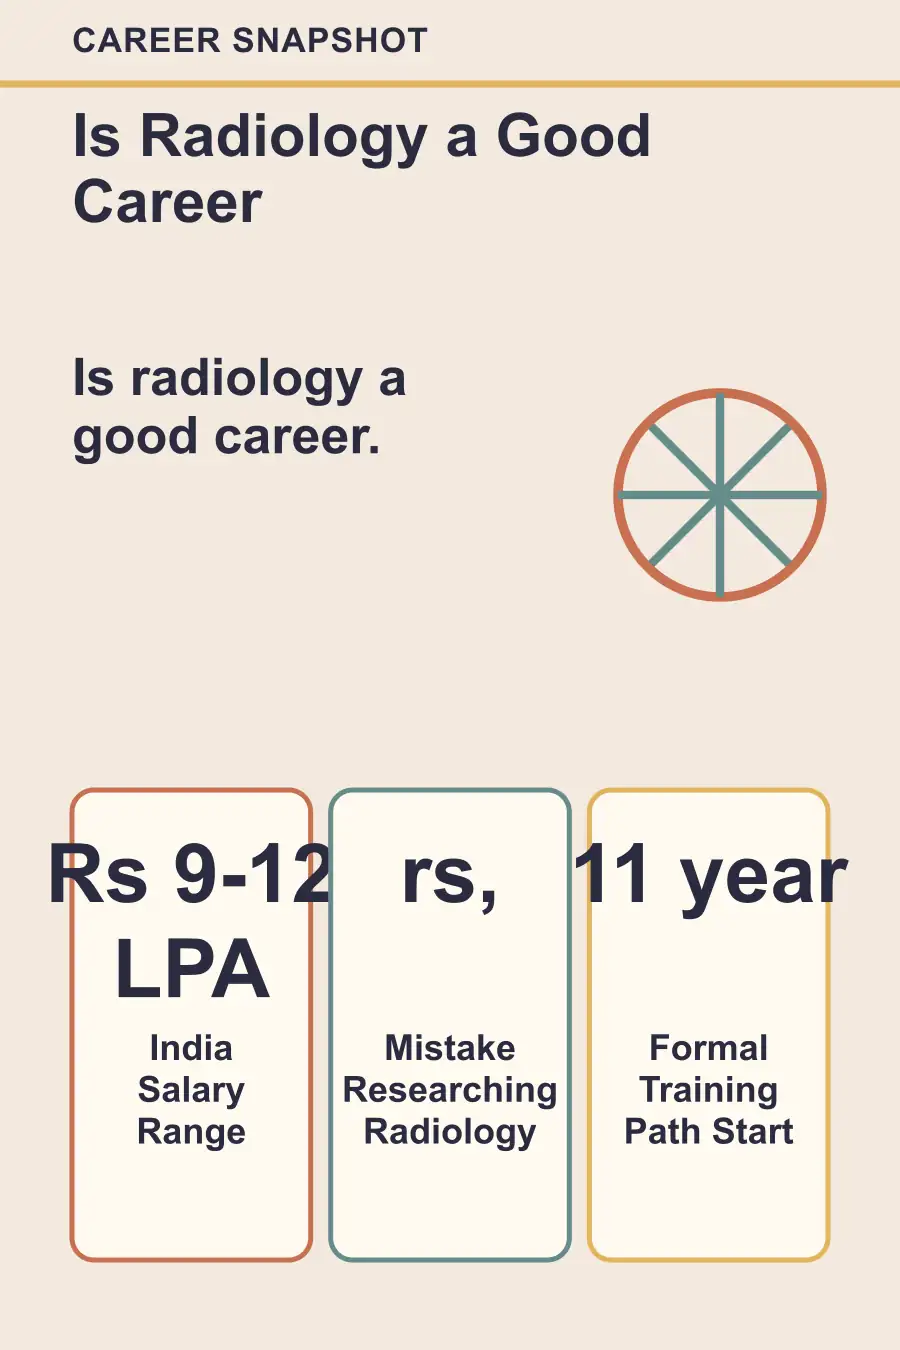 CAREER SNAPSHOT
Is Radiology a Good
Career
Is radiology a
good career.
Rs 9-12
LPA
India
Salary
Range
rs,
Mistake
Researching
Radiology
11 year
Formal
Training
Path Start